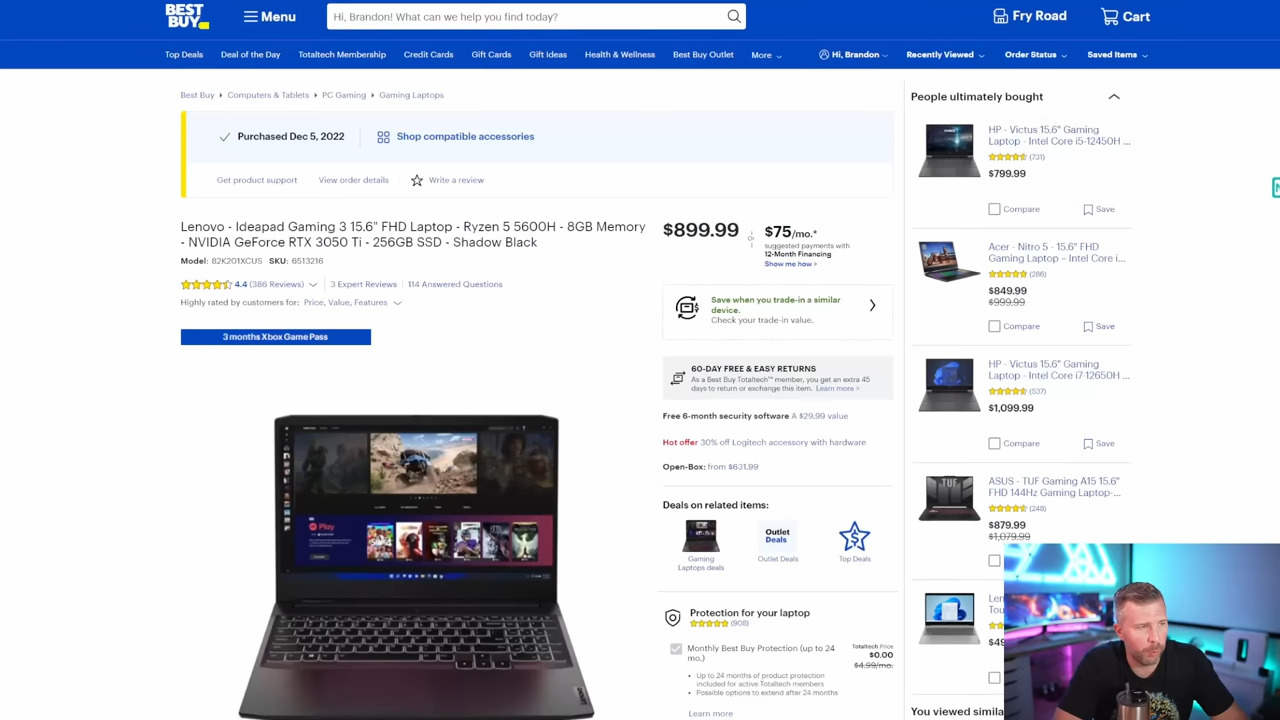 BEST
BUY
Menu
Hi, Brandon! What can we help you find today?
Fry Road
Cart
Top Deals
Deal of the Day
Totaltech Membership
Credit Cards
Gift Cards
Gift Ideas
Health & Wellness
Best Buy Outlet
More
Hi, Brandon
Recently Viewed
Order Status
Saved Items
Best Buy
Computers & Tablets
PC Gaming
Gaming Laptops
Purchased Dec 5, 2022
Shop compatible accessories
Get product support
View order details
Write a review
Lenovo - Ideapad Gaming 3 15.6" FHD Laptop - Ryzen 5 5600H - 8GB Memory
- NVIDIA GeForce RTX 3050 Ti - 256GB SSD - Shadow Black
Model: 82K201XCUS SKU: 6513216
4.4 (386 Reviews)
3 Expert Reviews
114 Answered Questions
Highly rated by customers for: Price, Value, Features
3 months Xbox Game Pass
Play
Lenovo
$899.99
or
$75/mo.*
suggested payments with
12-Month Financing
Show me how >
Save when you trade-in a similar
device.
Check your trade-in value.
60-DAY FREE & EASY RETURNS
As a Best Buy Totaltech™ member, you get an extra 45
days to return or exchange this item. Learn more >
Free 6-month security software A $29.99 value
Hot offer 30% off Logitech accessory with hardware
Open-Box: from $631.99
Deals on related items:
Gaming
Laptops deals
Outlet
Deals
Outlet Deals
Top Deals
Protection for your laptop
(908)
Monthly Best Buy Protection (up to 24
mo.)
Totaltech Price
$0.00
$4.99/mo.
• Up to 24 months of product protection
included for active Totaltech members
• Possible options to extend after 24 months
Learn more
People ultimately bought
HP - Victus 15.6" Gaming
Laptop - Intel Core i5-12450H ...
(731)
$799.99
Compare
Save
Acer - Nitro 5 - 15.6" FHD
Gaming Laptop – Intel Core i...
(286)
$849.99
$999.99
Compare
Save
HP - Victus 15.6" Gaming
Laptop - Intel Core i7-12650H ...
(537)
$1,099.99
Compare
Save
ASUS - TUF Gaming A15 15.6"
FHD 144Hz Gaming Laptop-...
(248)
$879.99
$1,079.99
Len
Tou
$49
You viewed simila